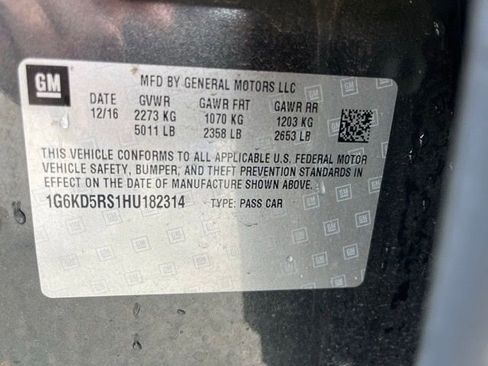 GM
MFD BY GENERAL MOTORS LLC
DATE GVWR GAWR FRT GAWR RR
12/16 2273 KG 1070 KG 1203 KG
5011 LB 2358 LB 2653 LB
THIS VEHICLE CONFORMS TO ALL APPLICABLE U.S. FEDERAL MOTOR
VEHICLE SAFETY, BUMPER, AND THEFT PREVENTION STANDARDS IN
EFFECT ON THE DATE OF MANUFACTURE SHOWN ABOVE.
1G6KD5RS1HU182314 TYPE: PASS CAR